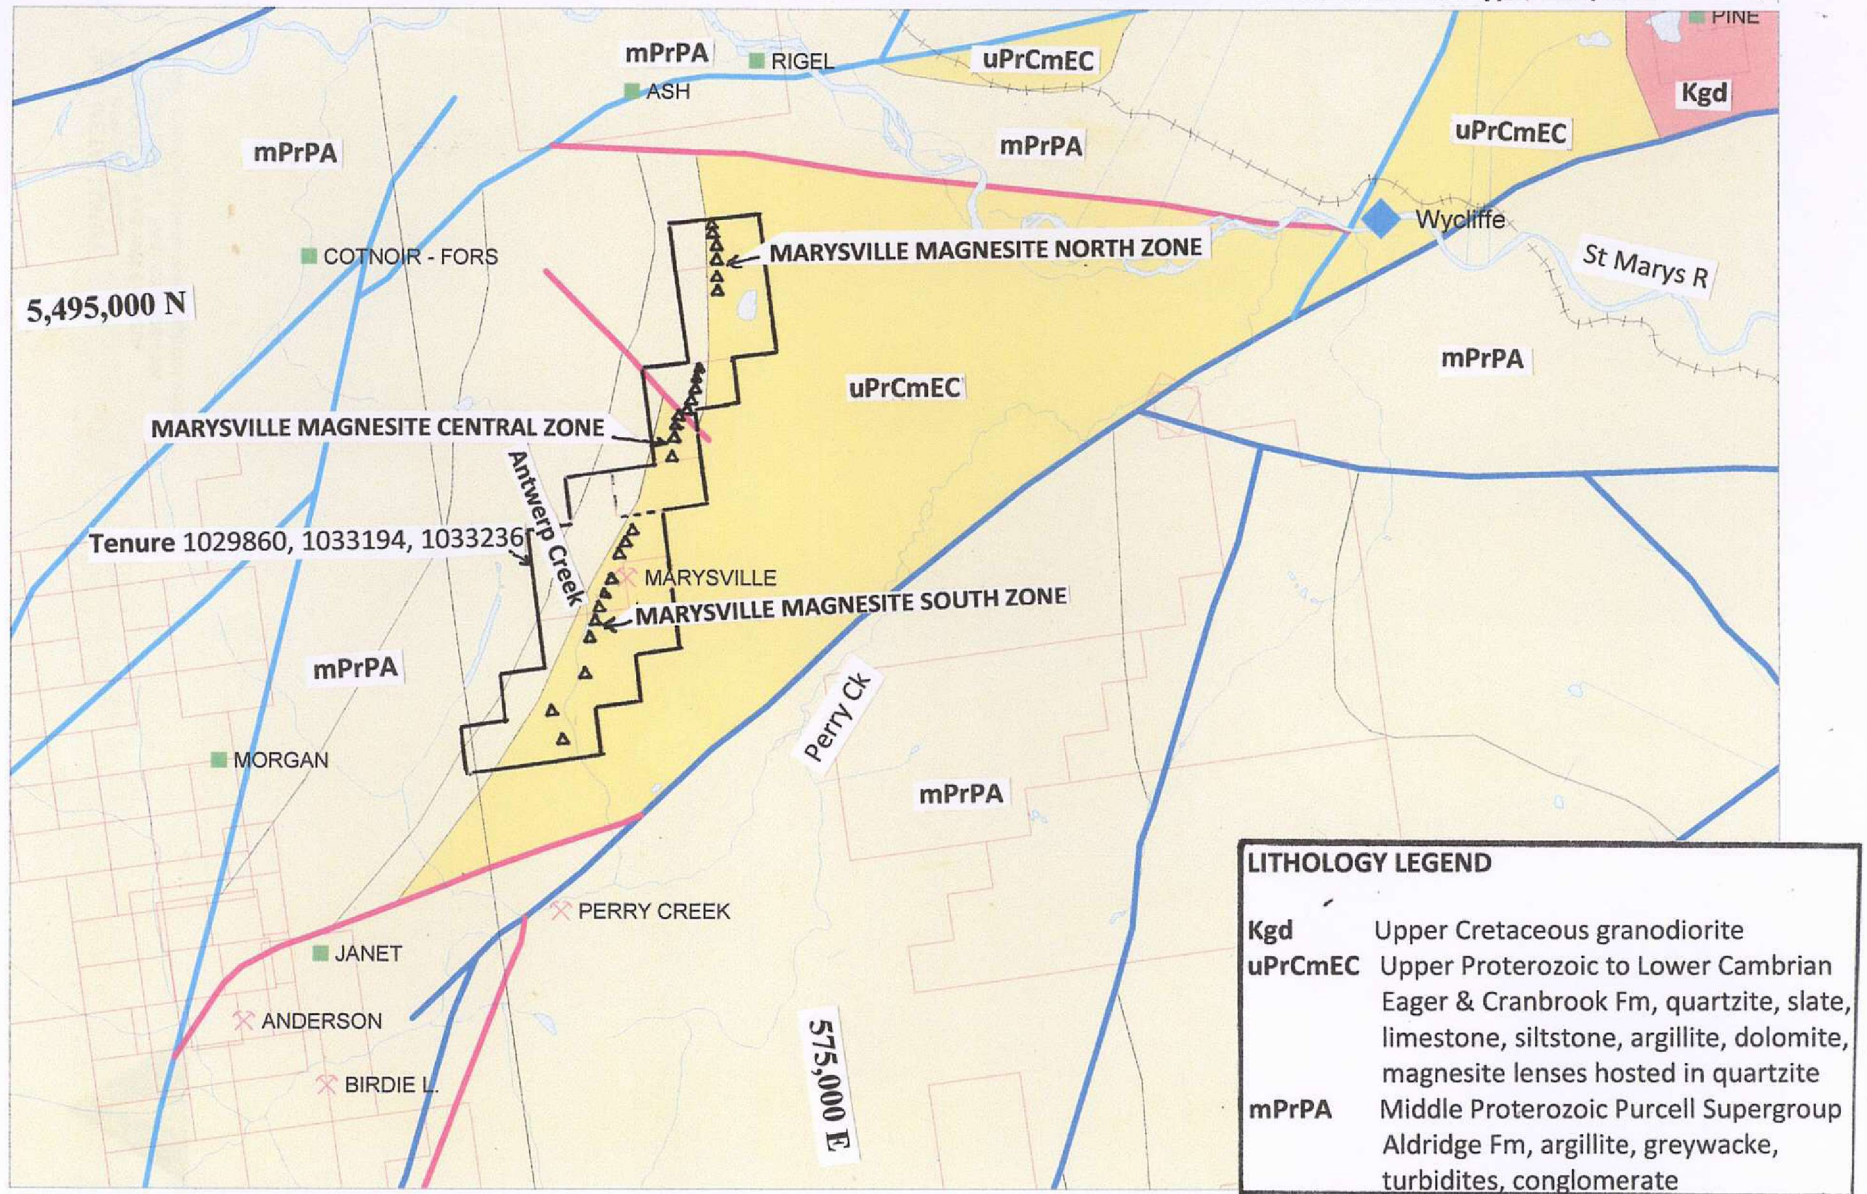 PINE
mPrPA
RIGEL
uPrCmEC
ASH
Kgd
uPrCmEC
mPrPA
mPrPA
Wycliffe
COTNOIR - FORS
MARYSVILLE MAGNESITE NORTH ZONE
St Marys R
5,495,000 N
mPrPA
uPrCmEC
MARYSVILLE MAGNESITE CENTRAL ZONE
Antwerp Creek
Tenure 1029860, 1033194, 1033236
MARYSVILLE
MARYSVILLE MAGNESITE SOUTH ZONE
mPrPA
Perry Ck
MORGAN
mPrPA
PERRY CREEK
JANET
ANDERSON
BIRDIE L.
575,000 E
LITHOLOGY LEGEND
Kgd Upper Cretaceous granodiorite
uPrCmEC Upper Proterozoic to Lower Cambrian
Eager & Cranbrook Fm, quartzite, slate,
limestone, siltstone, argillite, dolomite,
magnesite lenses hosted in quartzite
mPrPA Middle Proterozoic Purcell Supergroup
Aldridge Fm, argillite, greywacke,
turbidites, conglomerate